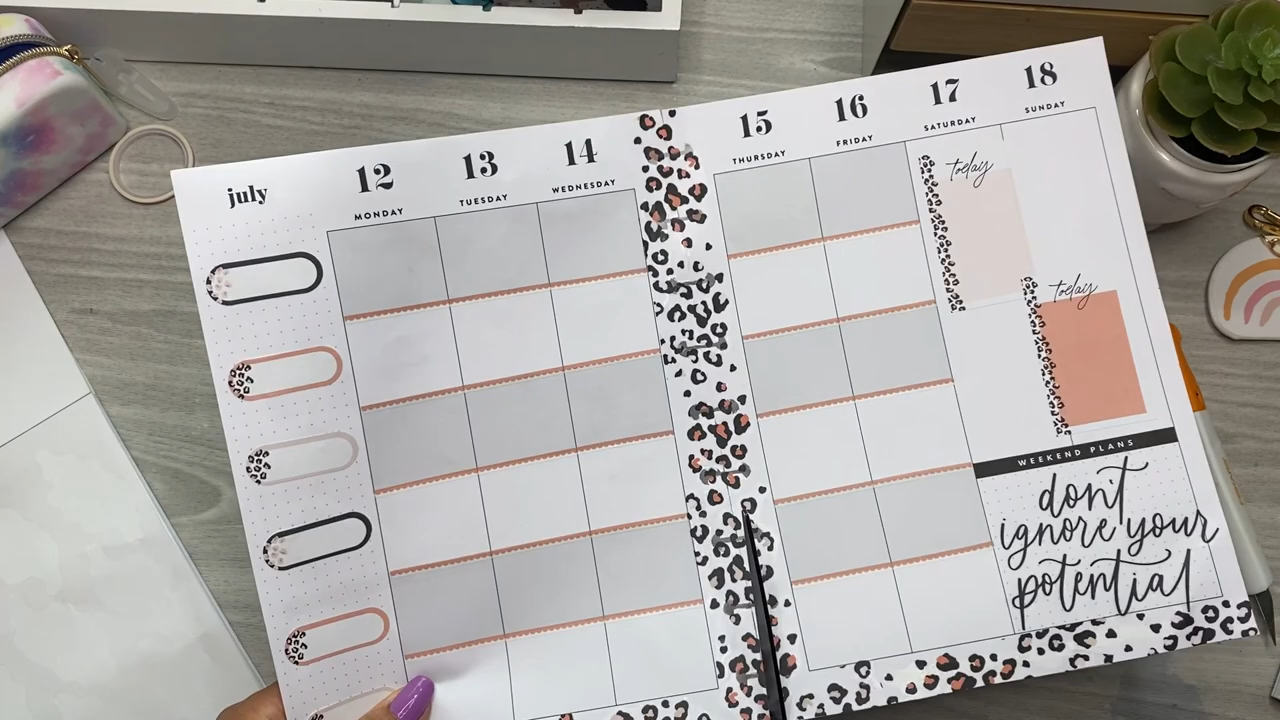 july
12
MONDAY
13
TUESDAY
14
WEDNESDAY
15
THURSDAY
16
FRIDAY
17
SATURDAY
18
SUNDAY
today
today
WEEKEND PLANS
don't
ignore your
potential